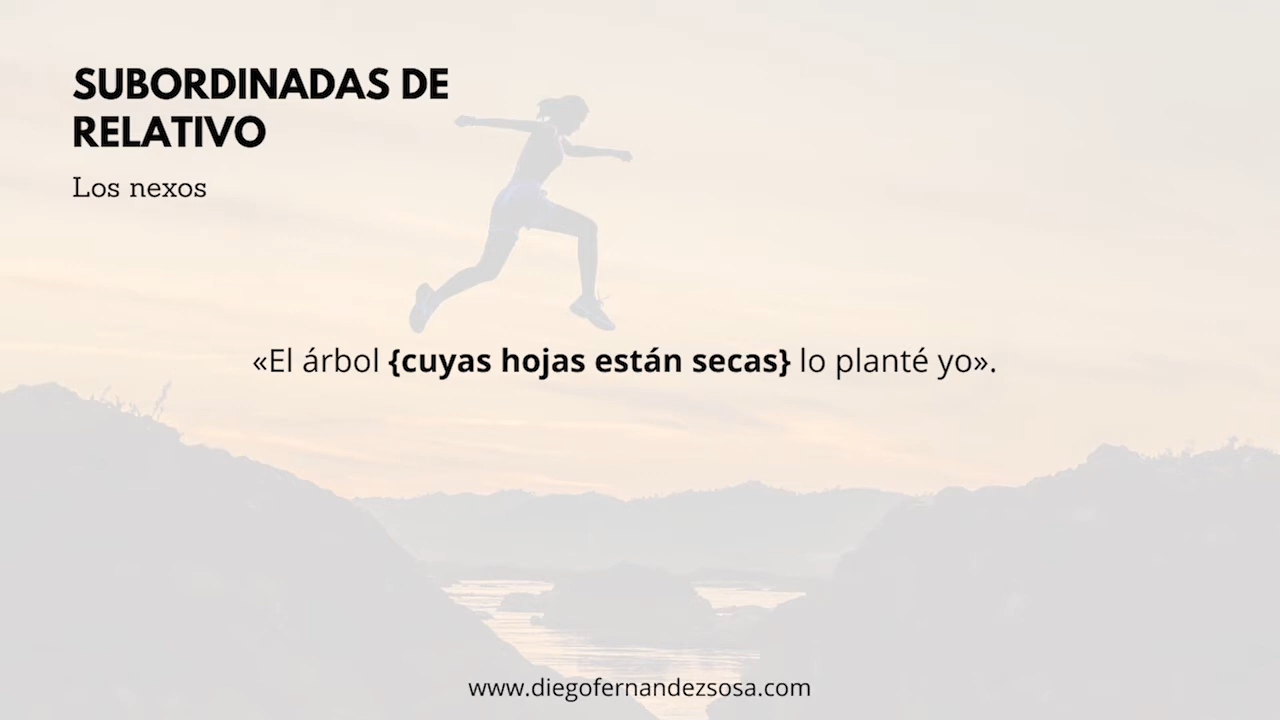 SUBORDINADAS DE
RELATIVO
Los nexos
«El árbol {cuyas hojas están secas} lo planté yo».
www.diegofernandezsosa.com